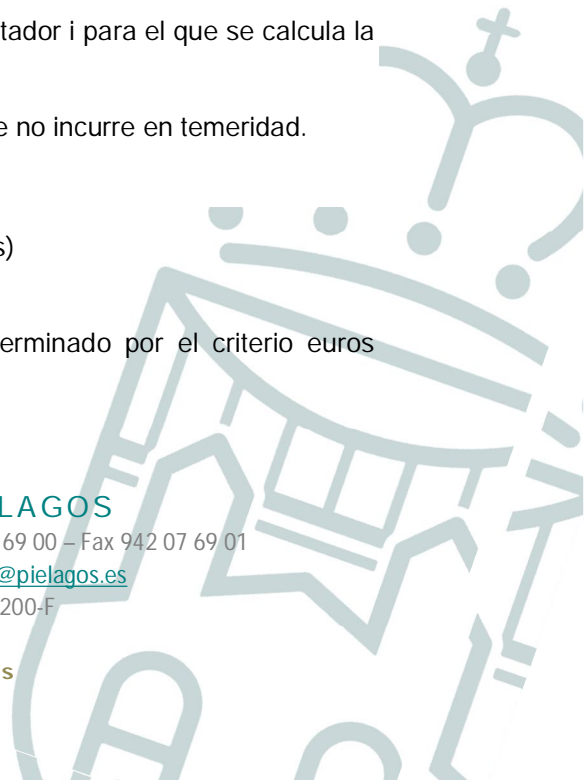 tador i para el que se calcula la
e no incurre en temeridad.
s)
erminado por el criterio euros
LAGOS
69 00 – Fax 942 07 69 01
@pielagos.es
200-F
s